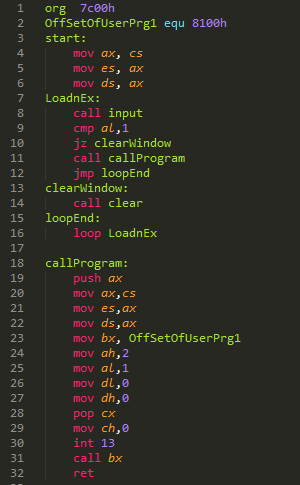 1 org  7c00h
2 OffSetOfUserPrg1 equ 8100h
3 start:
4     mov ax, cs
5     mov es, ax
6     mov ds, ax
7 LoadnEx:
8     call input
9     cmp al,1
10     jz clearWindow
11     call callProgram
12     jmp loopEnd
13 clearWindow:
14     call clear
15 loopEnd:
16     loop LoadnEx
17
18 callProgram:
19     push ax
20     mov ax,cs
21     mov es,ax
22     mov ds,ax
23     mov bx, OffSetOfUserPrg1
24     mov ah,2
25     mov al,1
26     mov dl,0
27     mov dh,0
28     pop cx
29     mov ch,0
30     int 13
31     call bx
32     ret